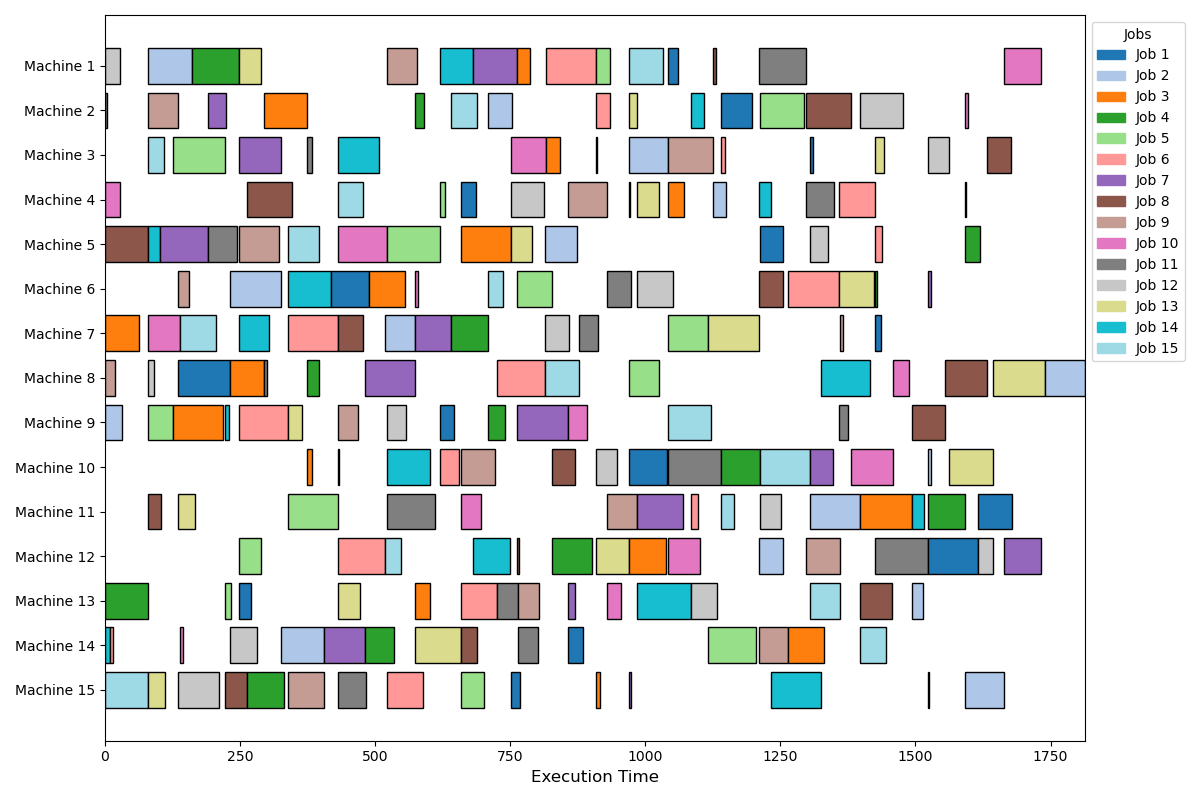 Machine 1
Machine 2
Machine 3
Machine 4
Machine 5
Machine 6
Machine 7
Machine 8
Machine 9
Machine 10
Machine 11
Machine 12
Machine 13
Machine 14
Machine 15
0 250 500 750 1000 1250 1500 1750
Execution Time
Jobs
Job 1
Job 2
Job 3
Job 4
Job 5
Job 6
Job 7
Job 8
Job 9
Job 10
Job 11
Job 12
Job 13
Job 14
Job 15